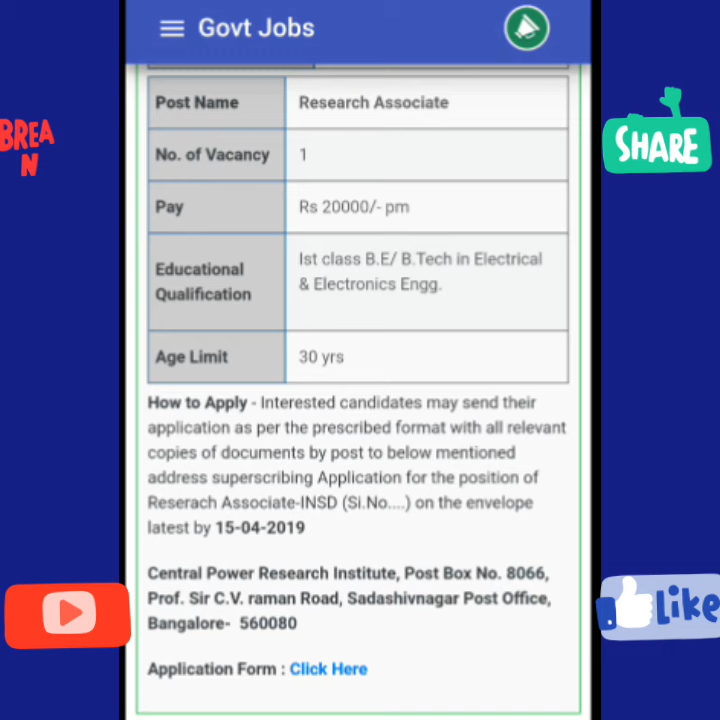 Govt Jobs
Post Name Research Associate
No. of Vacancy 1
Pay Rs 20000/- pm
Educational Qualification Ist class B.E/ B.Tech in Electrical
& Electronics Engg.
Age Limit 30 yrs
How to Apply - Interested candidates may send their
application as per the prescribed format with all relevant
copies of documents by post to below mentioned
address superscribing Application for the position of
Reserach Associate-INSD (Si.No....) on the envelope
latest by 15-04-2019
Central Power Research Institute, Post Box No. 8066,
Prof. Sir C.V. raman Road, Sadashivnagar Post Office,
Bangalore- 560080
Application Form : Click Here
BREA
N
SHARE
Like